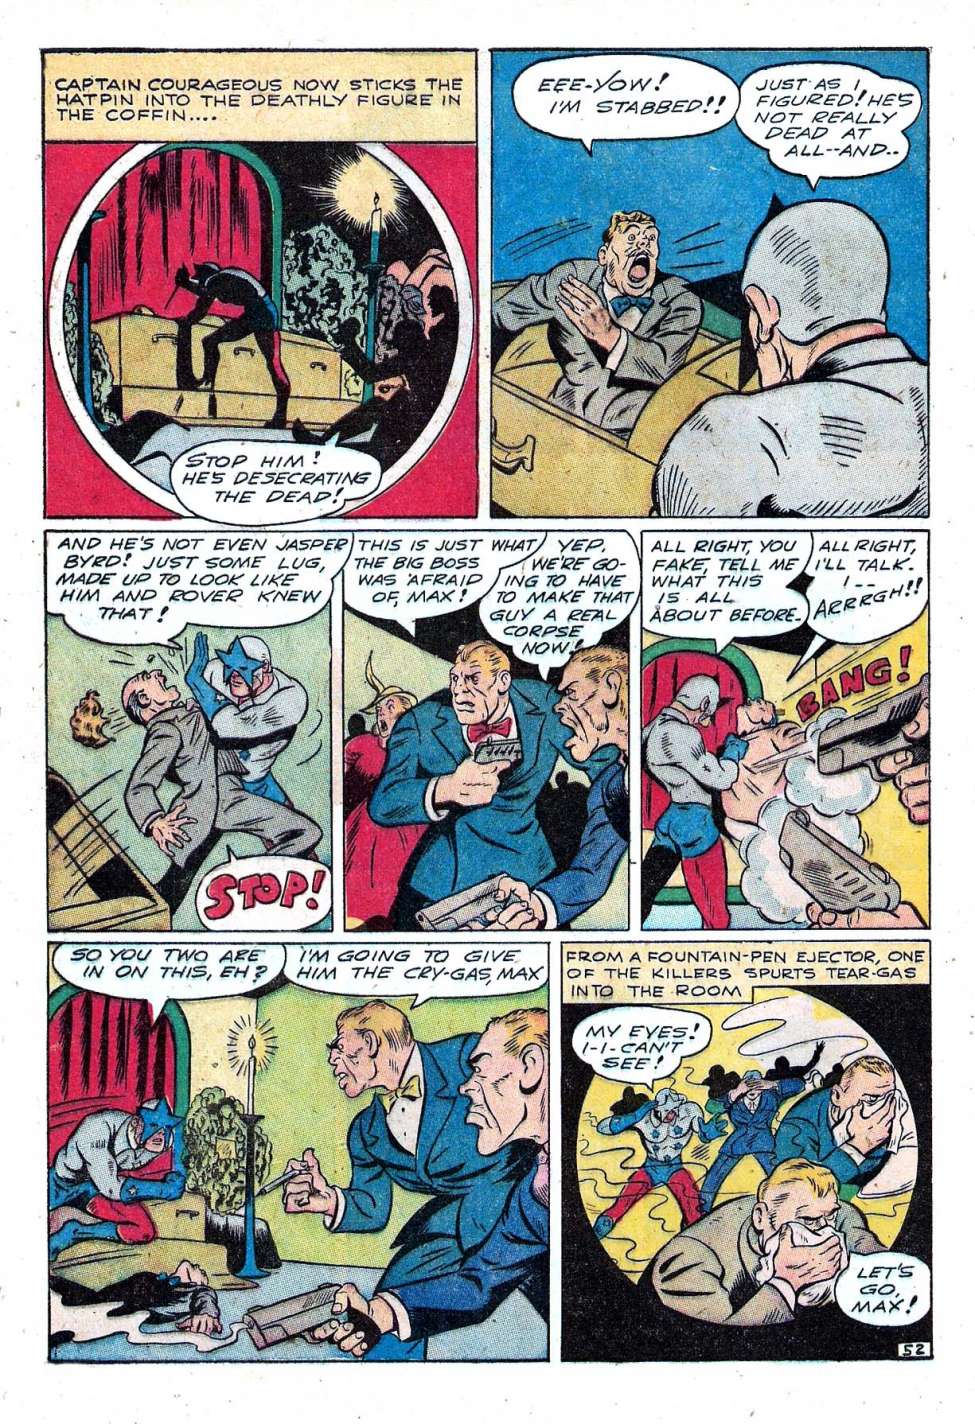 CAPTAIN COURAGEOUS NOW STICKS THE
HATPIN INTO THE DEATHLY FIGURE IN
THE COFFIN....
STOP HIM!
HE'S DESECRATING
THE DEAD!
EEE-YOW!
I'M STABBED!!
JUST AS I
FIGURED! HE'S
NOT REALLY
DEAD AT
ALL--AND--
AND HE'S NOT EVEN JASPER
BYRD! JUST SOME LUG,
MADE UP TO LOOK LIKE
HIM AND ROVER KNEW
THAT!
STOP!
THIS IS JUST WHAT
THE BIG BOSS
WAS AFRAID
OF, MAX!
YEP,
WE'RE GO-
ING TO HAVE
TO MAKE THAT
GUY A REAL
CORPSE
NOW!
ALL RIGHT, YOU
FAKE, TELL ME
WHAT THIS
IS ALL
ABOUT BEFORE--
ALL RIGHT,
I'LL TALK.
I--
ARRRGH!!
BANG!
SO YOU TWO ARE
IN ON THIS, EH?
I'M GOING TO GIVE
HIM THE CRY-GAS, MAX
FROM A FOUNTAIN-PEN EJECTOR, ONE
OF THE KILLERS SPURTS TEAR-GAS
INTO THE ROOM
MY EYES!
I-I-CAN'T
SEE!
LET'S
GO,
MAX!
52